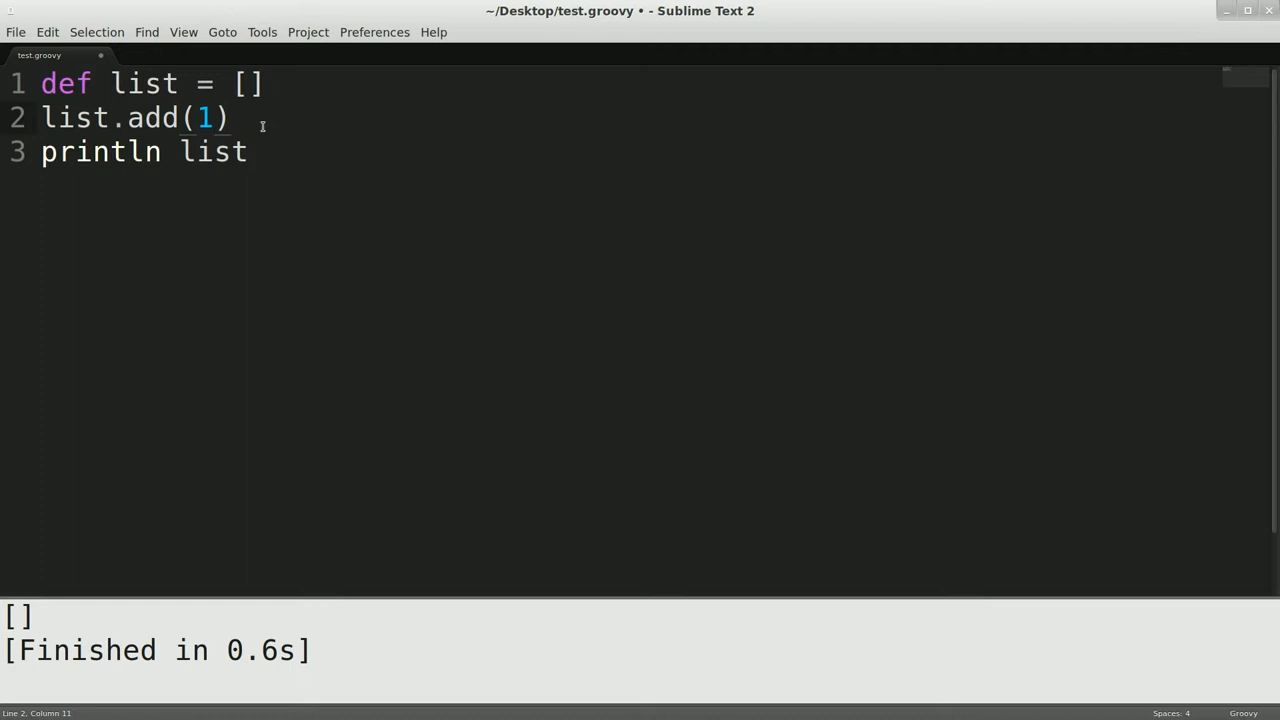 ~/Desktop/test.groovy • - Sublime Text 2
File Edit Selection Find View Goto Tools Project Preferences Help
test.groovy
1 def list = []
2 list.add(1)
3 println list
[]
[Finished in 0.6s]
Line 2, Column 11 Spaces: 4 Groovy